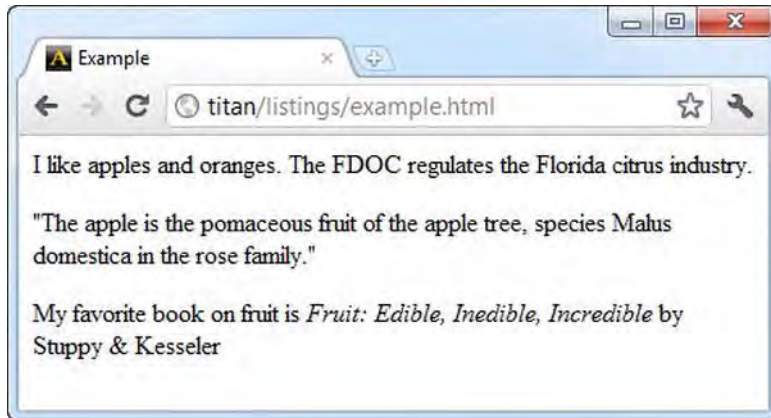 Example
titan/listings/example.html
I like apples and oranges. The FDOC regulates the Florida citrus industry.
"The apple is the pomaceous fruit of the apple tree, species Malus
domestica in the rose family."
My favorite book on fruit is Fruit: Edible, Inedible, Incredible by
Stuppy & Kesseler